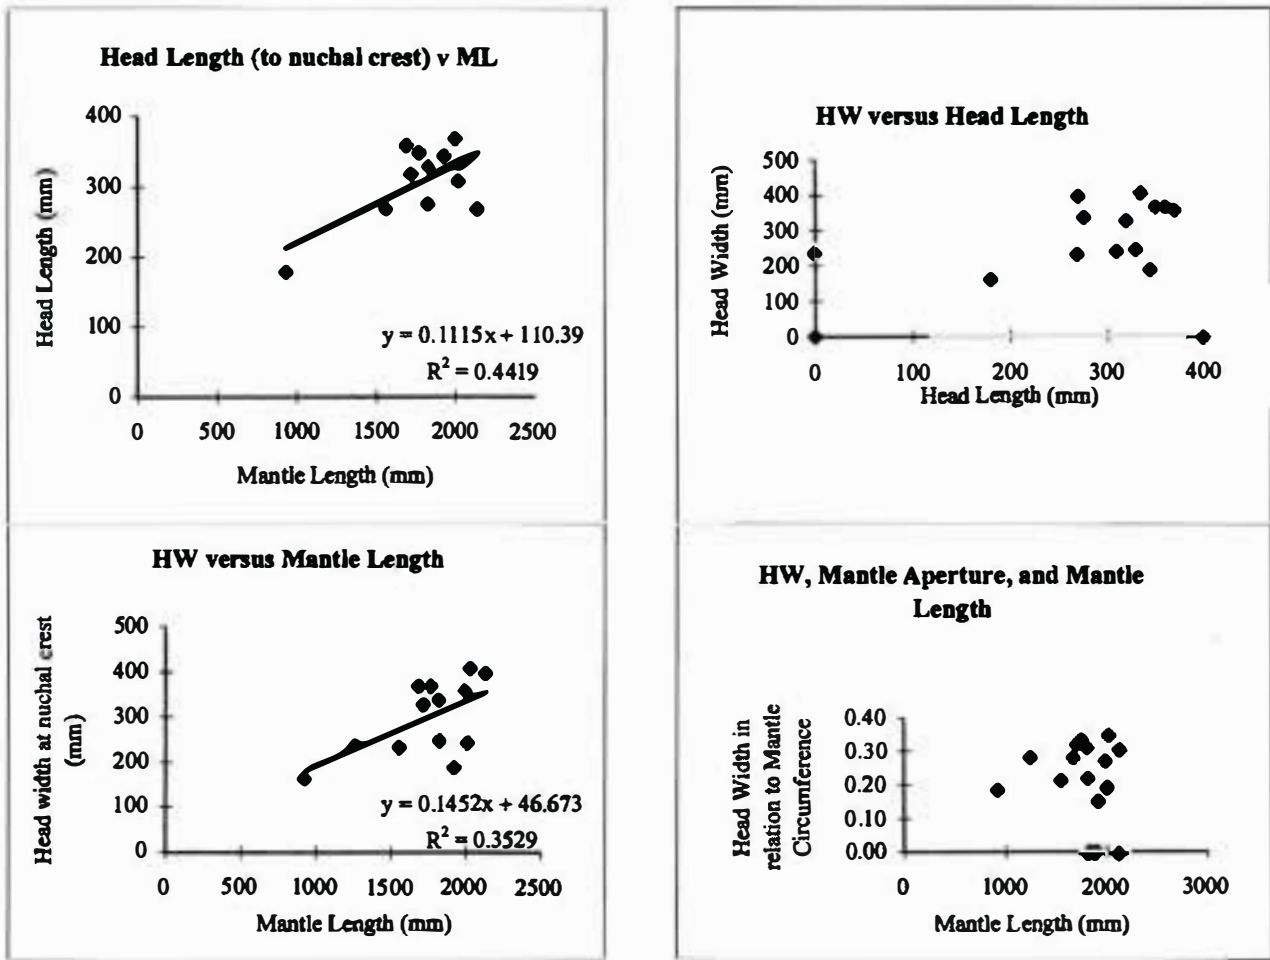 Head Length (to nuchal crest) v ML
400
300
200
100
0
Head Length (mm)
y = 0.1115x + 110.39
R² = 0.4419
0 500 1000 1500 2000 2500
Mantle Length (mm)
HW versus Head Length
500
400
300
200
100
0
Head Width (mm)
0 100 200 300 400
Head Length (mm)
HW versus Mantle Length
500
400
300
200
100
0
Head width at nuchal crest
(mm)
y = 0.1452x + 46.673
R² = 0.3529
0 500 1000 1500 2000 2500
Mantle Length (mm)
HW, Mantle Aperture, and Mantle
Length
0.40
0.30
0.20
0.10
0.00
Head Width in
relation to Mantle
Circumference
0 1000 2000 3000
Mantle Length (mm)